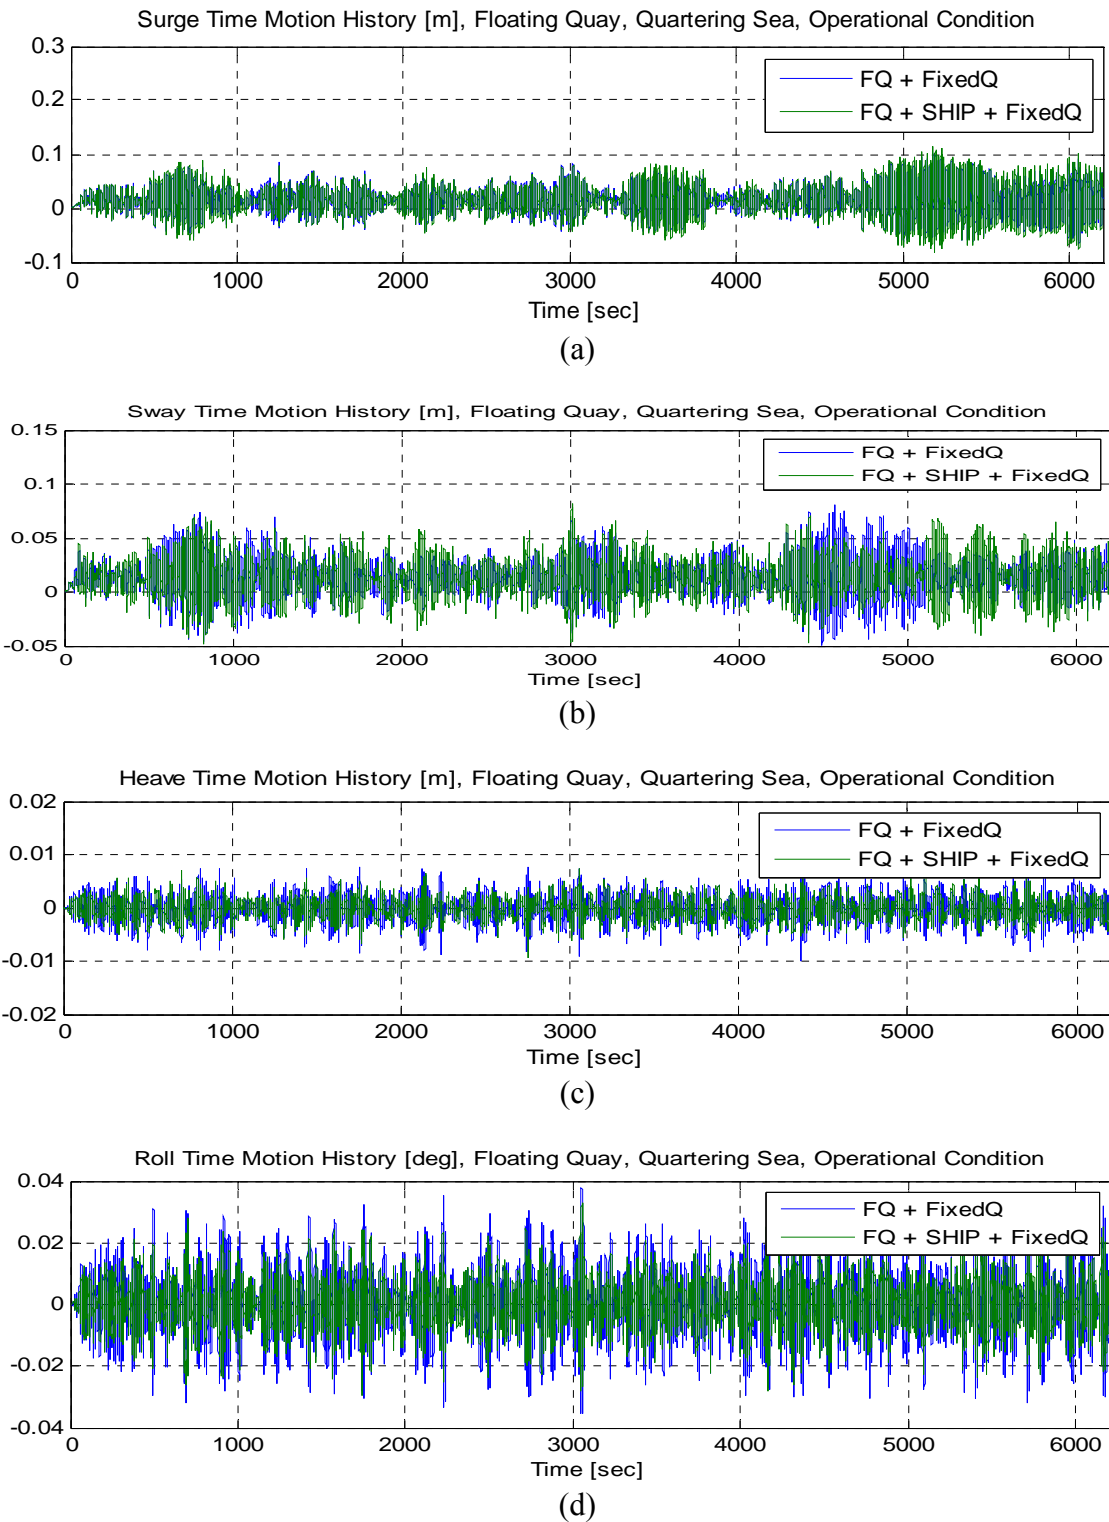 Surge Time Motion History [m], Floating Quay, Quartering Sea, Operational Condition
0.3
0.2
0.1
0
-0.1
FQ + FixedQ
FQ + SHIP + FixedQ
0 1000 2000 3000 4000 5000 6000
Time [sec]
(a)
Sway Time Motion History [m], Floating Quay, Quartering Sea, Operational Condition
0.15
0.1
0.05
0
-0.05
FQ + FixedQ
FQ + SHIP + FixedQ
0 1000 2000 3000 4000 5000 6000
Time [sec]
(b)
Heave Time Motion History [m], Floating Quay, Quartering Sea, Operational Condition
0.02
0.01
0
-0.01
-0.02
FQ + FixedQ
FQ + SHIP + FixedQ
0 1000 2000 3000 4000 5000 6000
Time [sec]
(c)
Roll Time Motion History [deg], Floating Quay, Quartering Sea, Operational Condition
0.04
0.02
0
-0.02
-0.04
FQ + FixedQ
FQ + SHIP + FixedQ
0 1000 2000 3000 4000 5000 6000
Time [sec]
(d)